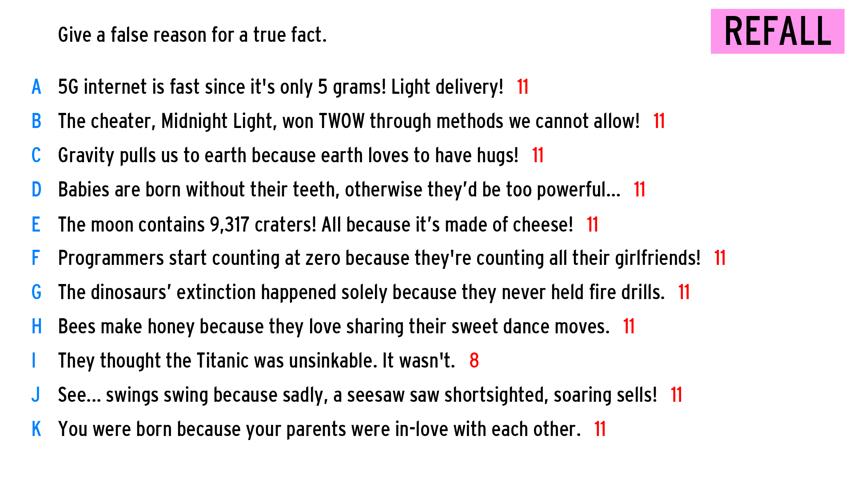 Give a false reason for a true fact.
REFALL
A 5G internet is fast since it's only 5 grams! Light delivery! 11
B The cheater, Midnight Light, won TWOW through methods we cannot allow! 11
C Gravity pulls us to earth because earth loves to have hugs! 11
D Babies are born without their teeth, otherwise they’d be too powerful... 11
E The moon contains 9,317 craters! All because it’s made of cheese! 11
F Programmers start counting at zero because they're counting all their girlfriends! 11
G The dinosaurs’ extinction happened solely because they never held fire drills. 11
H Bees make honey because they love sharing their sweet dance moves. 11
I They thought the Titanic was unsinkable. It wasn't. 8
J See... swings swing because sadly, a seesaw saw shortsighted, soaring sells! 11
K You were born because your parents were in-love with each other. 11